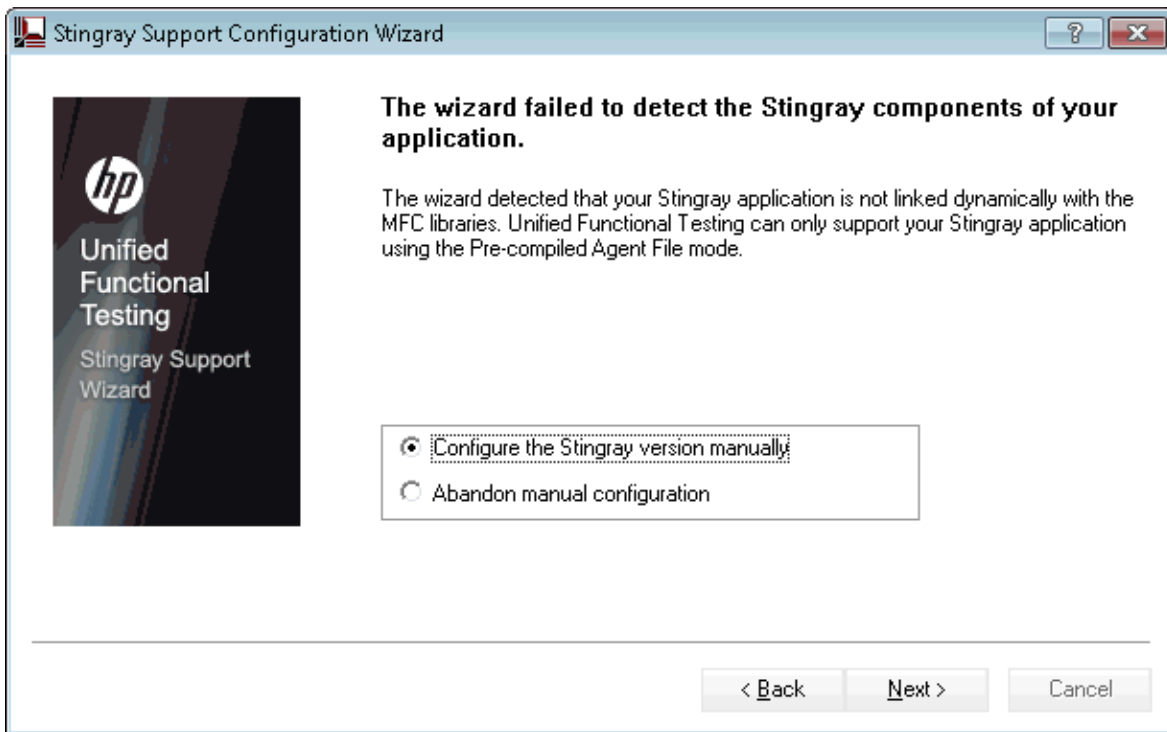 Stingray Support Configuration Wizard
?
hp
Unified
Functional
Testing
Stingray Support
Wizard
The wizard failed to detect the Stingray components of your
application.
The wizard detected that your Stingray application is not linked dynamically with the
MFC libraries. Unified Functional Testing can only support your Stingray application
using the Pre-compiled Agent File mode.
Configure the Stingray version manually
Abandon manual configuration
< Back
Next >
Cancel